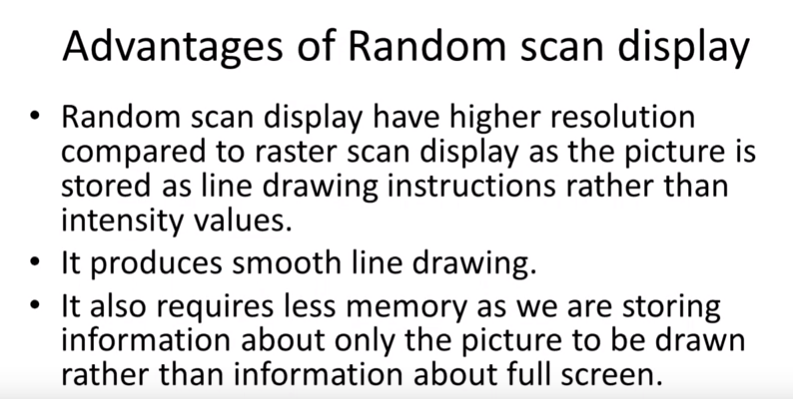 Advantages of Random scan display
• Random scan display have higher resolution
compared to raster scan display as the picture is
stored as line drawing instructions rather than
intensity values.
• It produces smooth line drawing.
• It also requires less memory as we are storing
information about only the picture to be drawn
rather than information about full screen.